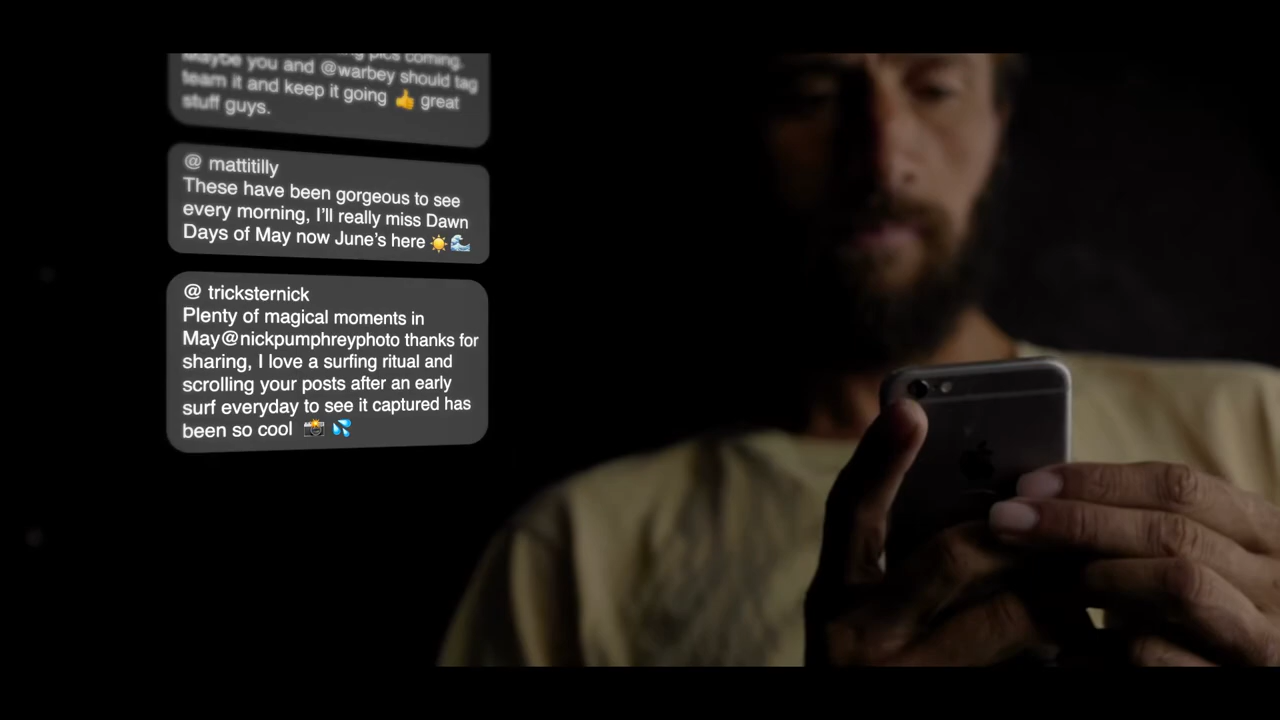 pics coming.
Maybe you and @warbey should tag
team it and keep it going 👍 great
stuff guys.
@ mattitilly
These have been gorgeous to see
every morning, I'll really miss Dawn
Days of May now June's here ☀️🌊
@ tricksternick
Plenty of magical moments in
May@nickpumphreyphoto thanks for
sharing, I love a surfing ritual and
scrolling your posts after an early
surf everyday to see it captured has
been so cool 📸 💦